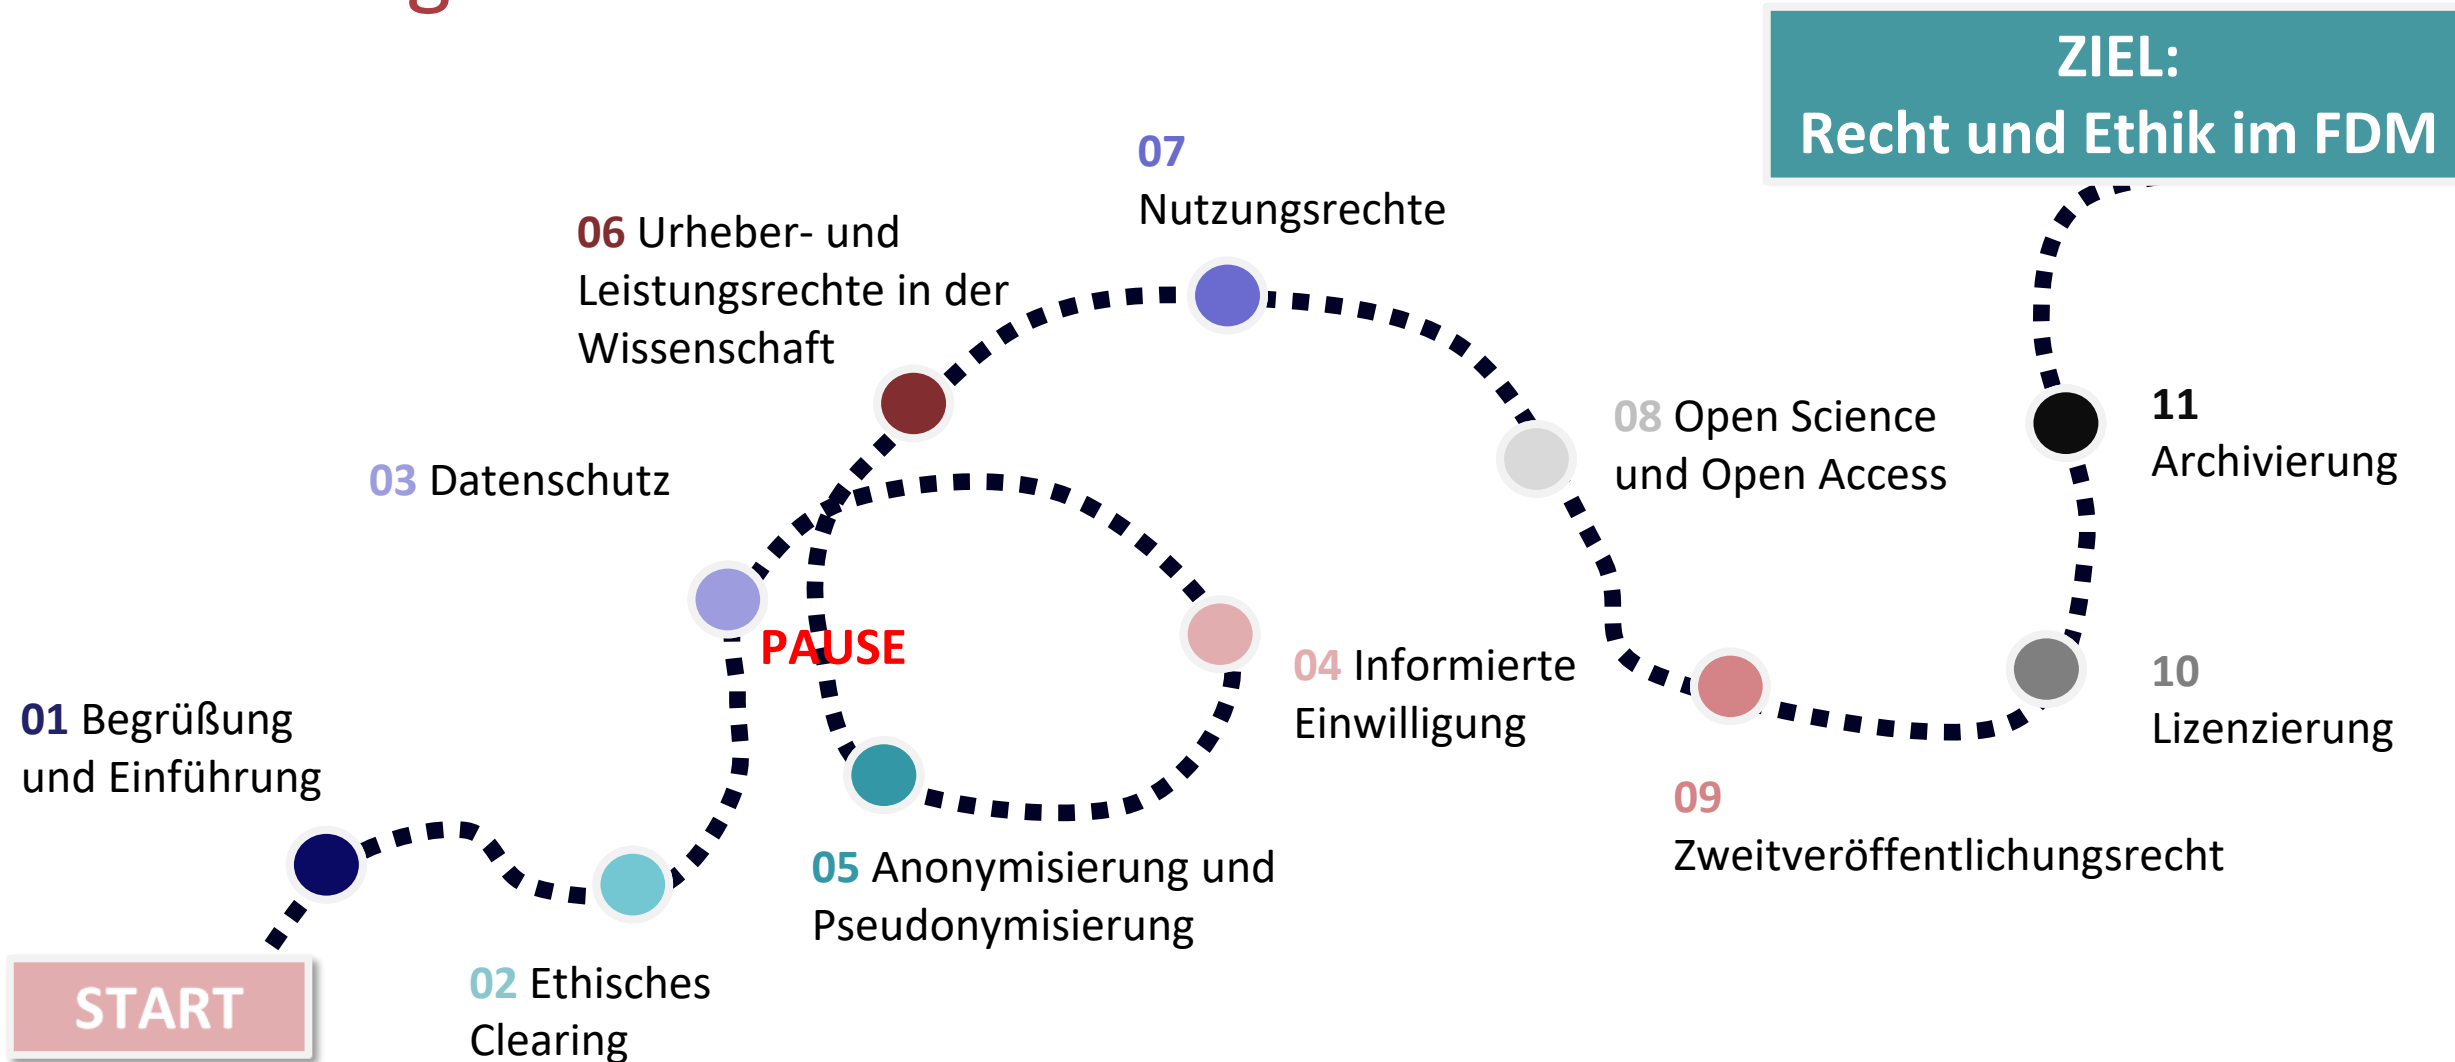 ZIEL:
Recht und Ethik im FDM
07
Nutzungsrechte
06 Urheber- und
Leistungsrechte in der
Wissenschaft
08 Open Science
und Open Access
11
Archivierung
03 Datenschutz
PAUSE
04 Informierte
Einwilligung
10
Lizenzierung
01 Begrüßung
und Einführung
09
Zweitveröffentlichungsrecht
05 Anonymisierung und
Pseudonymisierung
02 Ethisches
Clearing
START